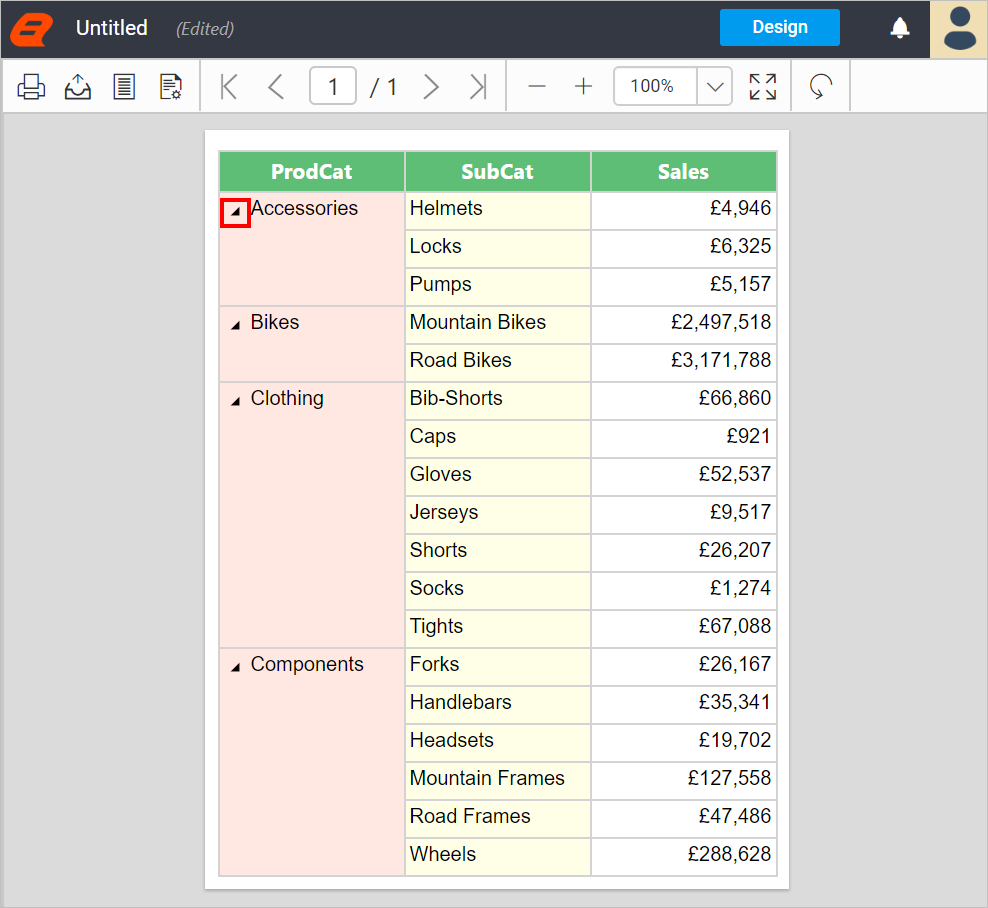 Untitled (Edited) Design
1 / 1 100%
ProdCat SubCat Sales
Accessories Helmets £4,946
Locks £6,325
Pumps £5,157
Bikes Mountain Bikes £2,497,518
Road Bikes £3,171,788
Clothing Bib-Shorts £66,860
Caps £921
Gloves £52,537
Jerseys £9,517
Shorts £26,207
Socks £1,274
Tights £67,088
Components Forks £26,167
Handlebars £35,341
Headsets £19,702
Mountain Frames £127,558
Road Frames £47,486
Wheels £288,628